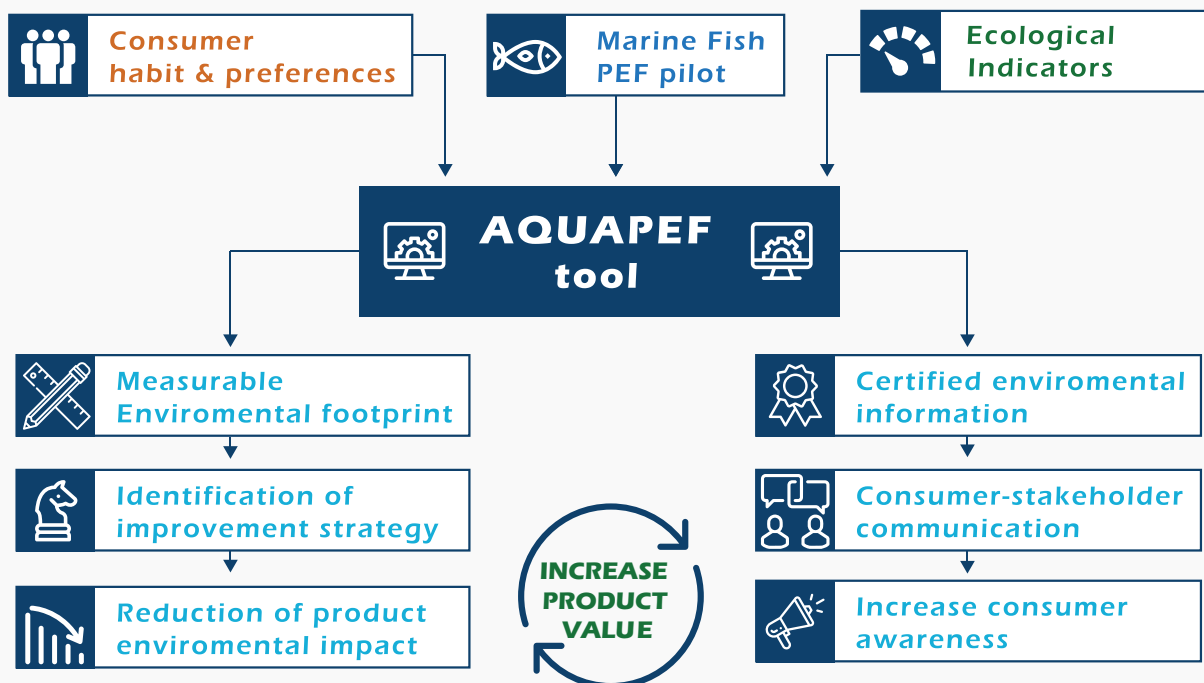 Consumer
habit & preferences
Marine Fish
PEF pilot
Ecological
Indicators
AQUAPEF
tool
Measurable
Enviromental footprint
Certified enviromental
information
Identification of
improvement strategy
Consumer-stakeholder
communication
INCREASE
PRODUCT
VALUE
Reduction of product
enviromental impact
Increase consumer
awareness